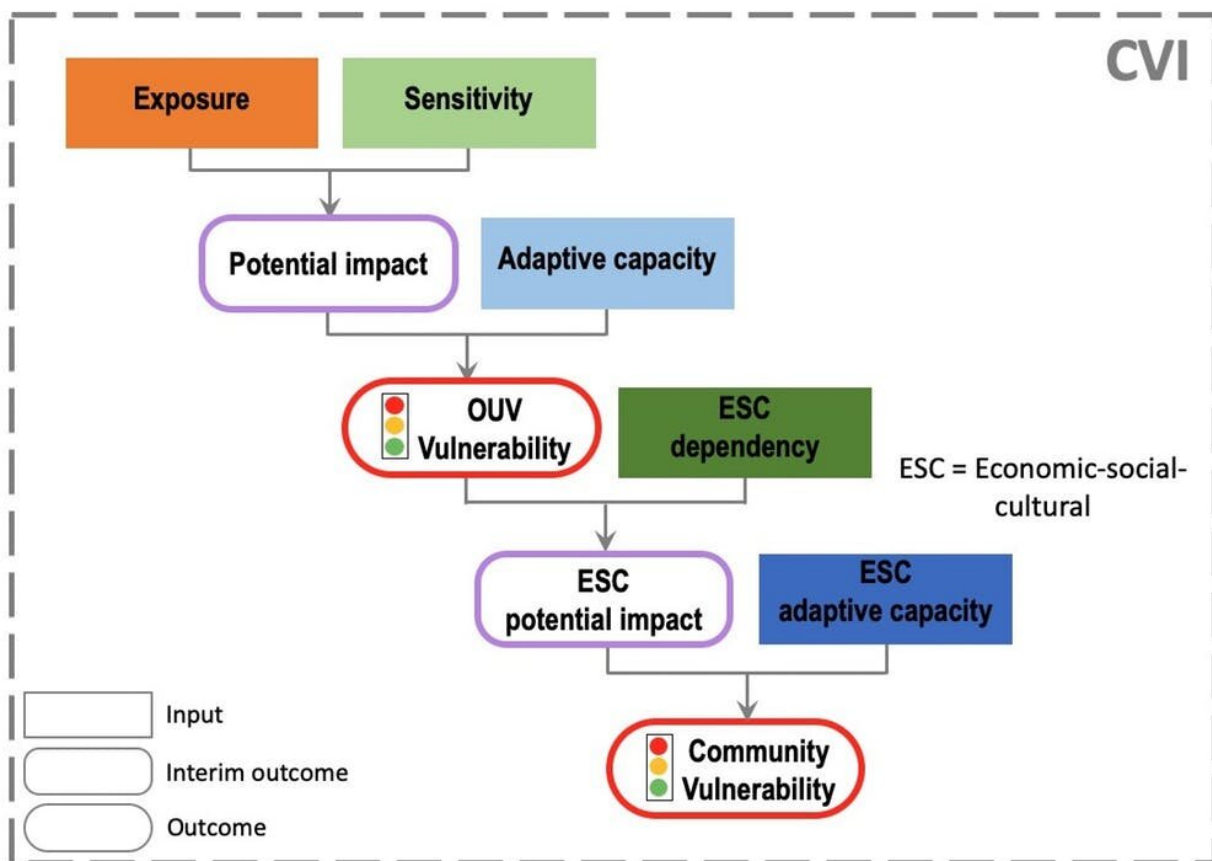 CVI
Exposure
Sensitivity
Potential impact
Adaptive capacity
OUV
Vulnerability
ESC
dependency
ESC = Economic-social-
cultural
ESC
potential impact
ESC
adaptive capacity
Community
Vulnerability
Input
Interim outcome
Outcome